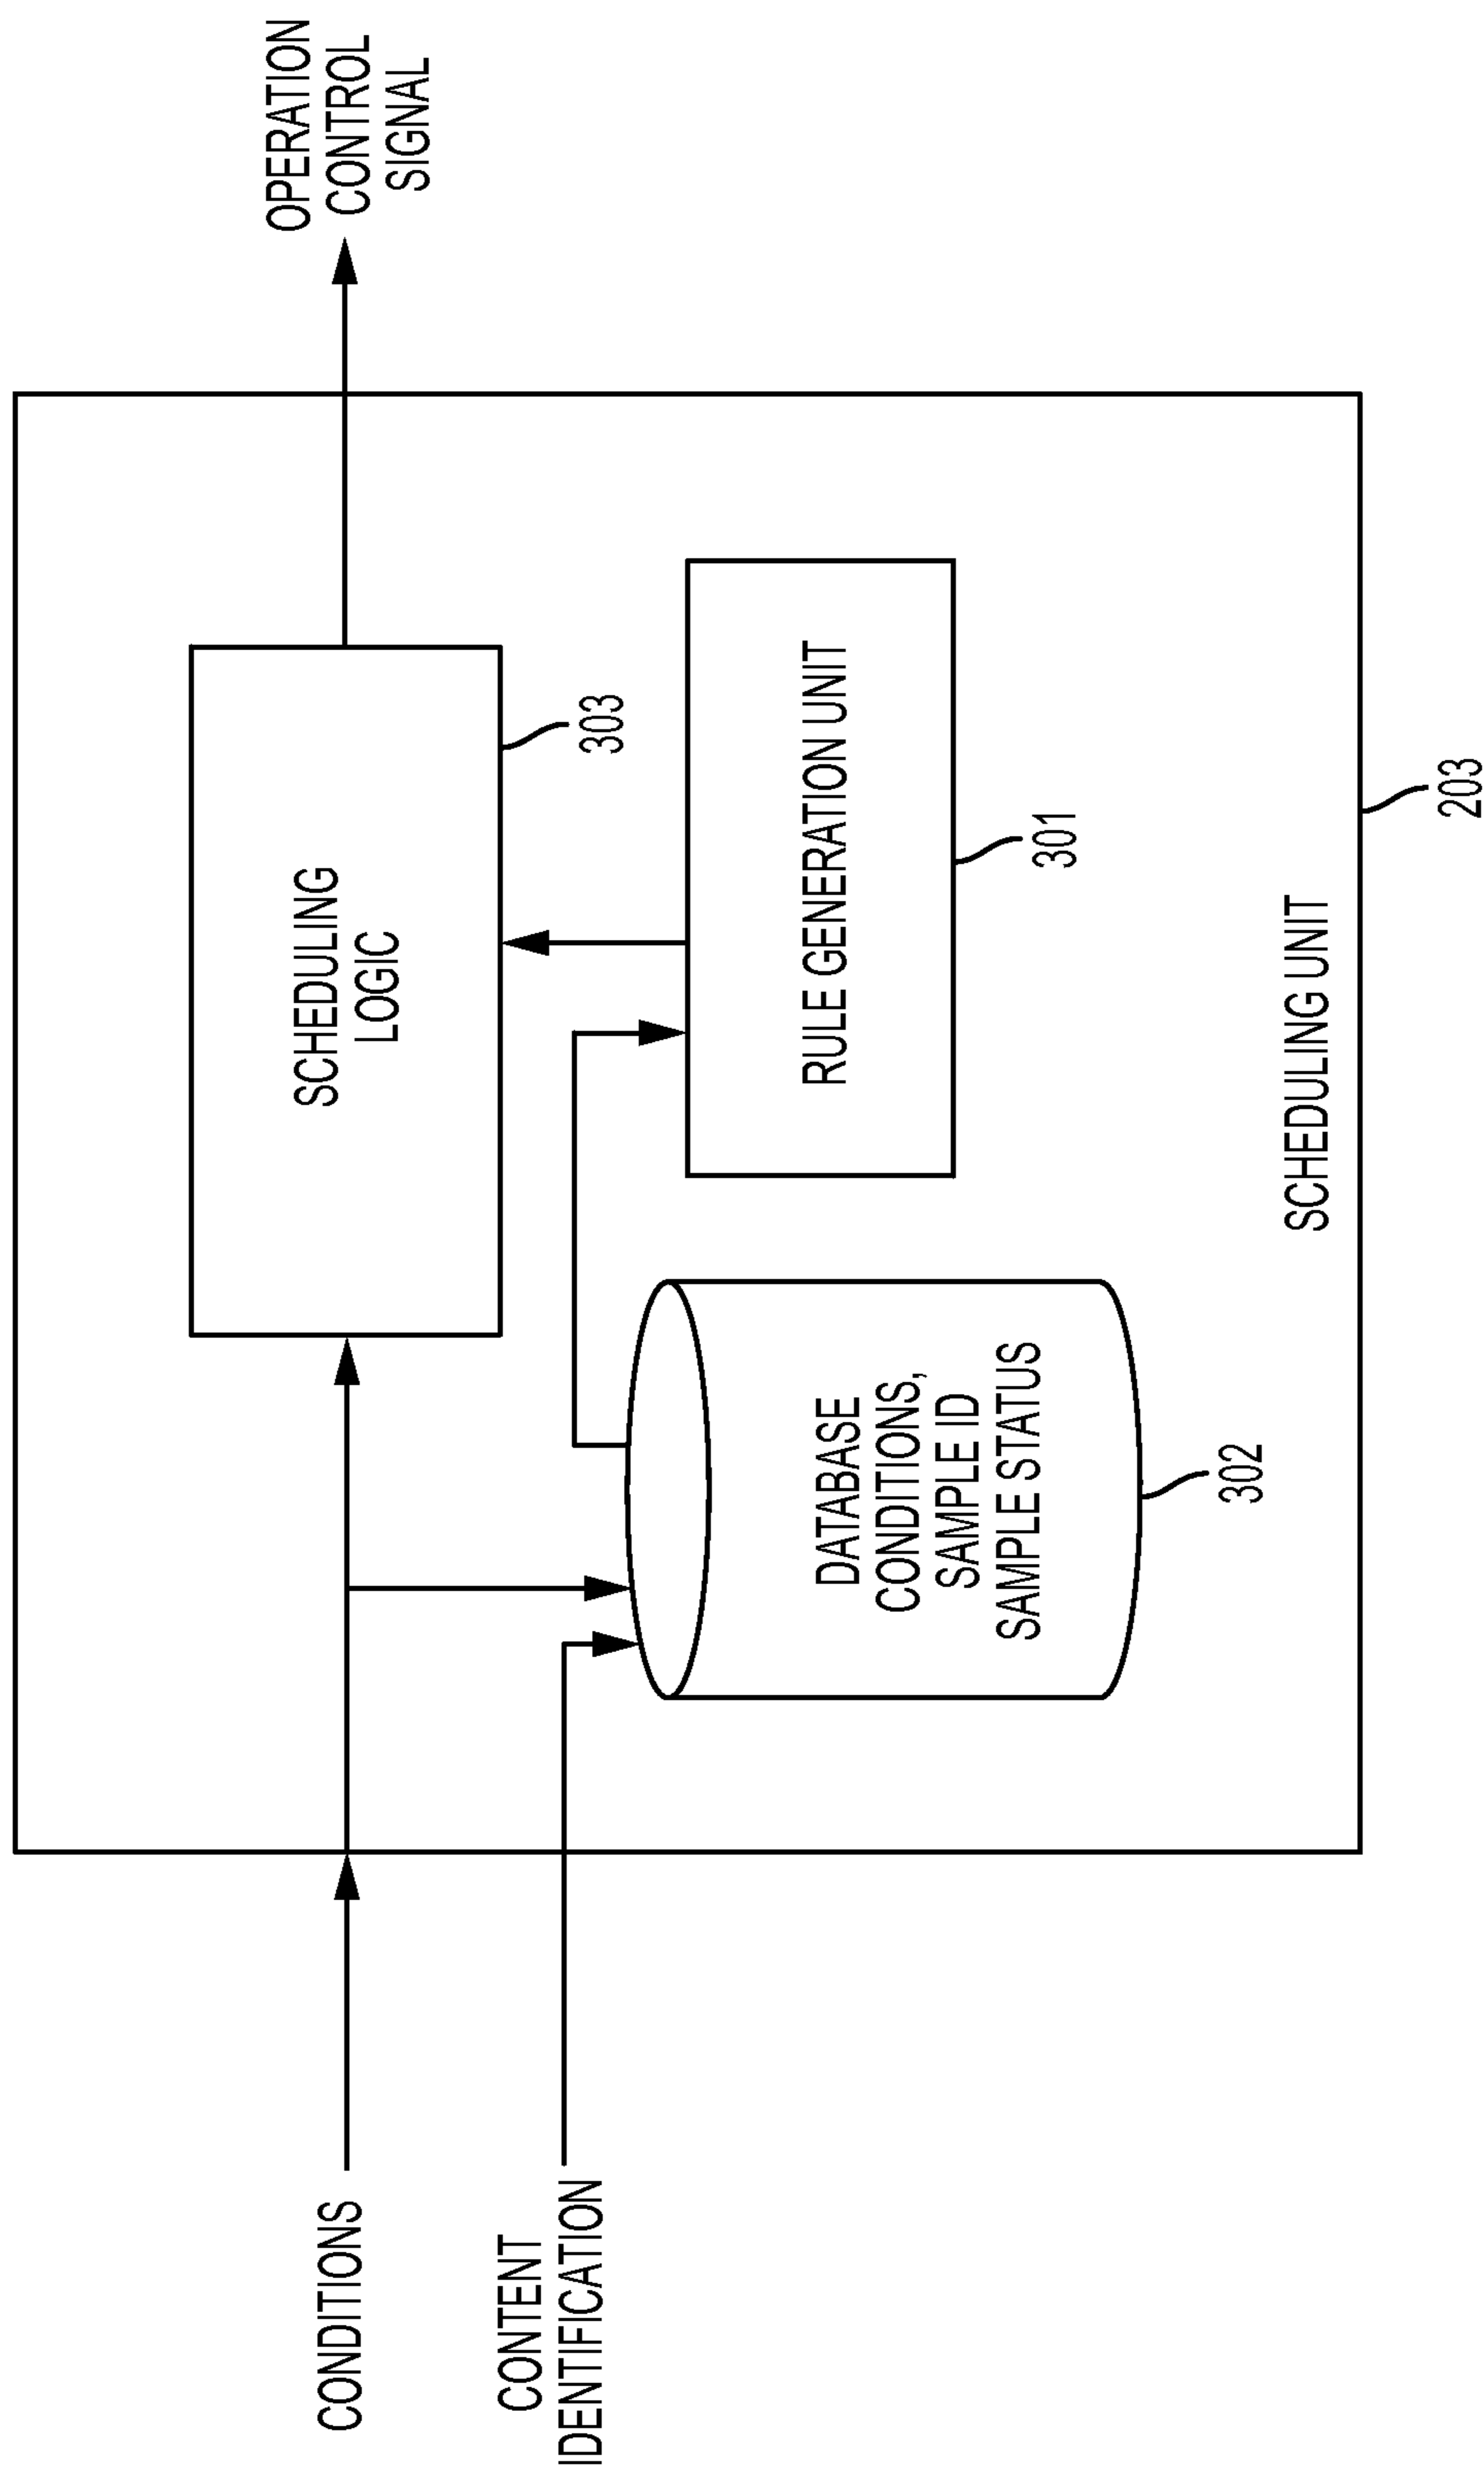 CONDITIONS
CONTENT
IDENTIFICATION
SCHEDULING
LOGIC
303
OPERATION
CONTROL
SIGNAL
DATABASE
CONDITIONS,
SAMPLE ID
SAMPLE STATUS
302
RULE GENERATION UNIT
301
SCHEDULING UNIT
203